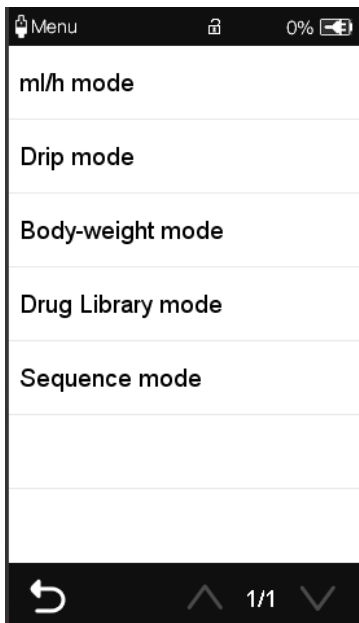 Menu 0%
ml/h mode
Drip mode
Body-weight mode
Drug Library mode
Sequence mode
1/1